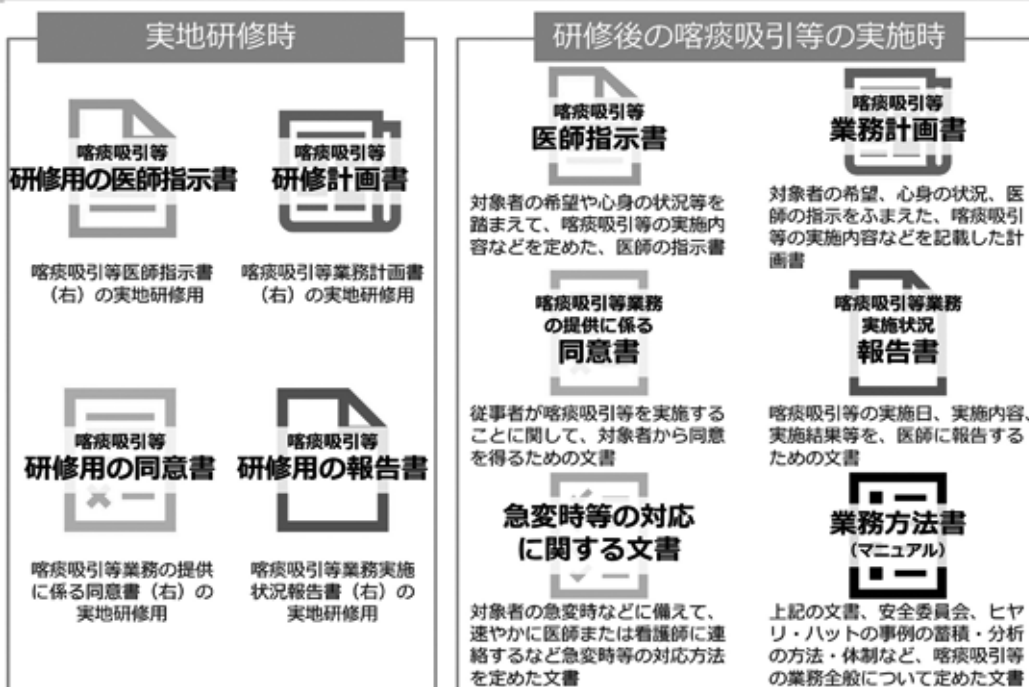 実地研修時
喀痰吸引等
研修用の医師指示書
喀痰吸引等医師指示書
（右）の実地研修用
喀痰吸引等
研修計画書
喀痰吸引等業務計画書
（右）の実地研修用
喀痰吸引等
研修用の同意書
喀痰吸引等業務の提供
に係る同意書（右）の
実地研修用
喀痰吸引等
研修用の報告書
喀痰吸引等業務実施
状況報告書（右）の
実地研修用
研修後の喀痰吸引等の実施時
喀痰吸引等
医師指示書
対象者の希望や心身の状況等を
踏まえて、喀痰吸引等の実施内
容などを定めた、医師の指示書
喀痰吸引等
業務計画書
対象者の希望、心身の状況、医
師の指示をふまえた、喀痰吸引
等の実施内容などを記載した計
画書
喀痰吸引等業務
の提供に係る
同意書
従事者が喀痰吸引等を実施する
ことに関して、対象者から同意
を得るための文書
喀痰吸引等業務
実施状況
報告書
喀痰吸引等の実施日、実施内容、
実施結果等を、医師に報告する
ための文書
急変時等の対応
に関する文書
対象者の急変時などに備えて、
速やかに医師または看護師に連
絡するなど急変時等の対応方法
を定めた文書
業務方法書
（マニュアル）
上記の文書、安全委員会、ヒヤ
リ・ハットの事例の蓄積・分析
の方法・体制など、喀痰吸引等
の業務全般について定めた文書